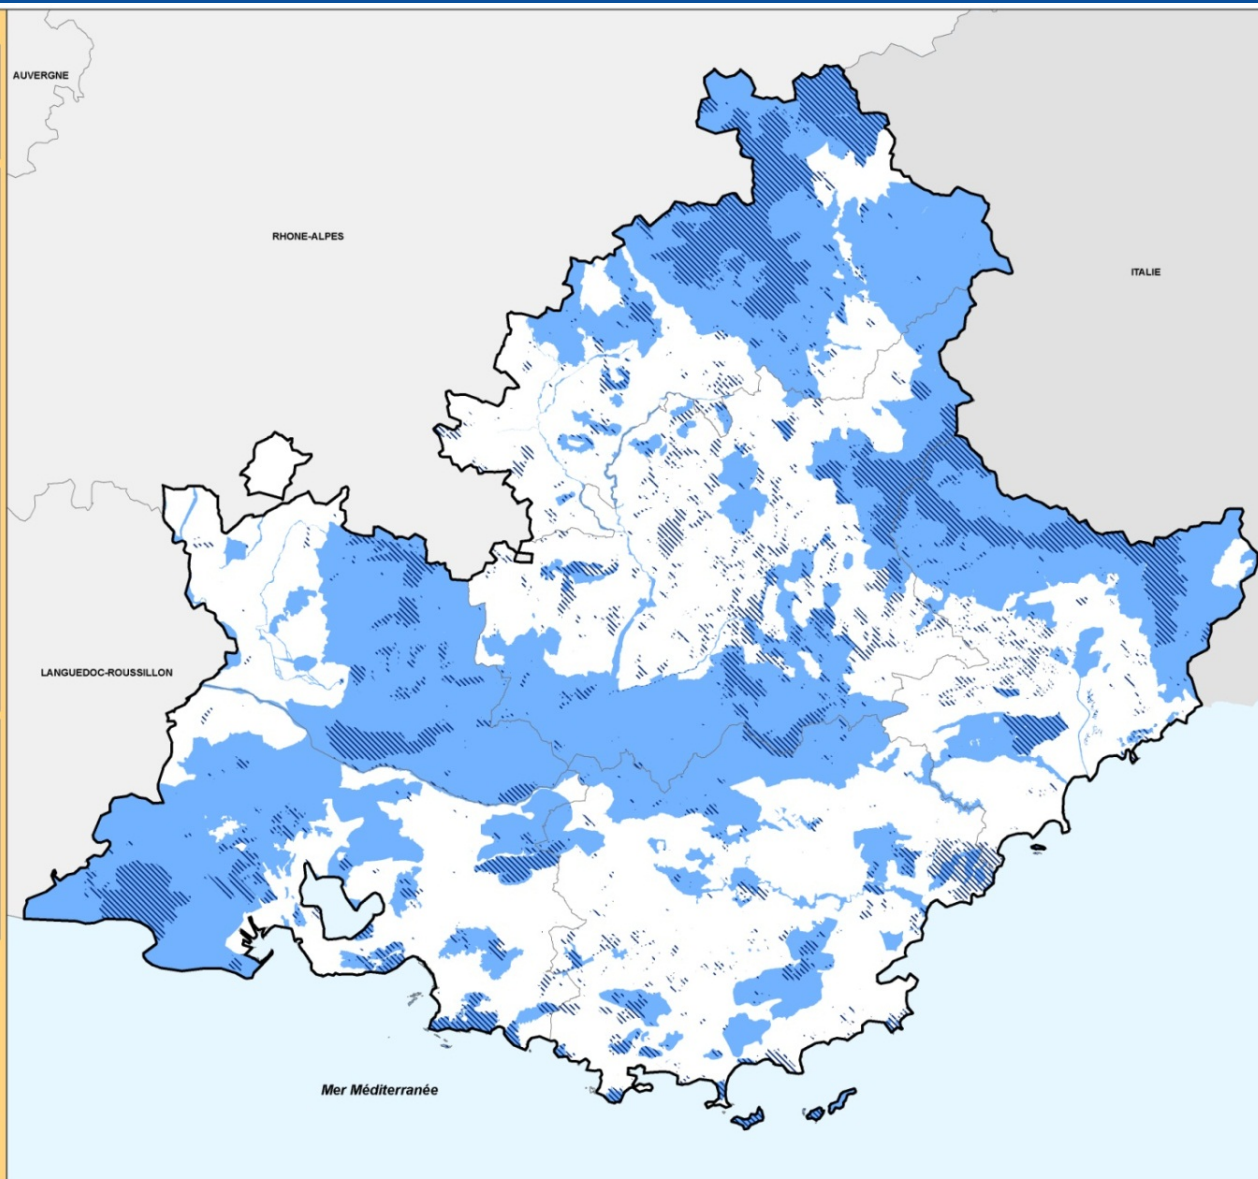 AUVERGNE
RHONE-ALPES
ITALIE
LANGUEDOC-ROUSSILLON
Mer Méditerranée